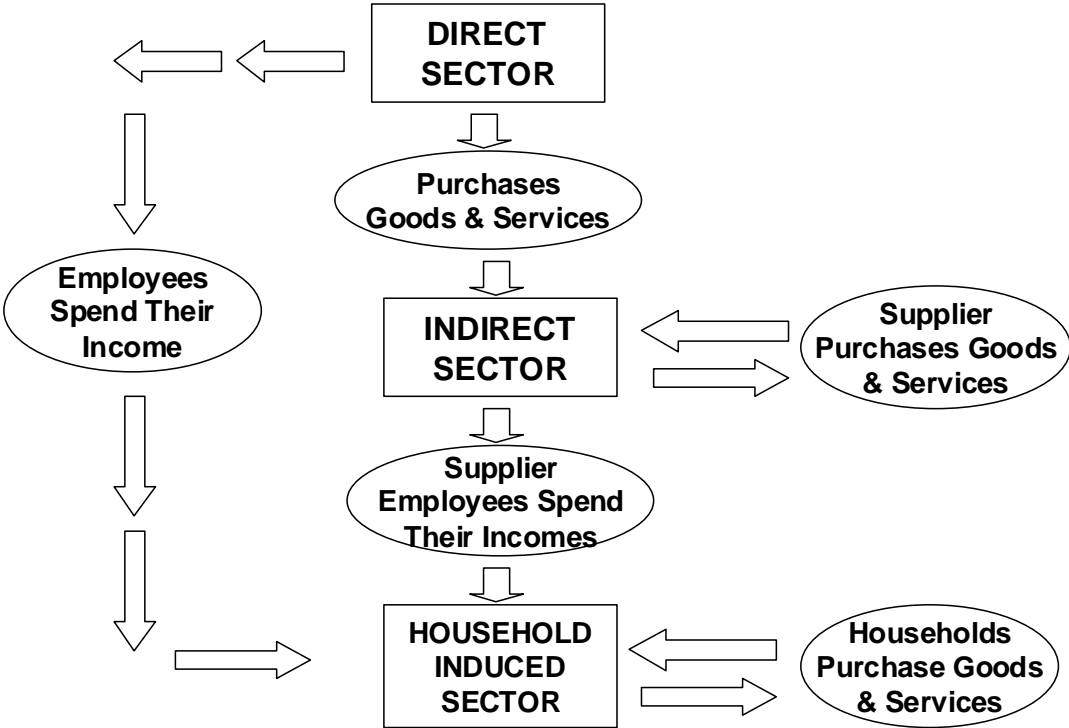 DIRECT
SECTOR
Purchases
Goods & Services
Employees
Spend Their
Income
INDIRECT
SECTOR
Supplier
Purchases Goods
& Services
Supplier
Employees Spend
Their Incomes
HOUSEHOLD
INDUCED
SECTOR
Households
Purchase Goods
& Services